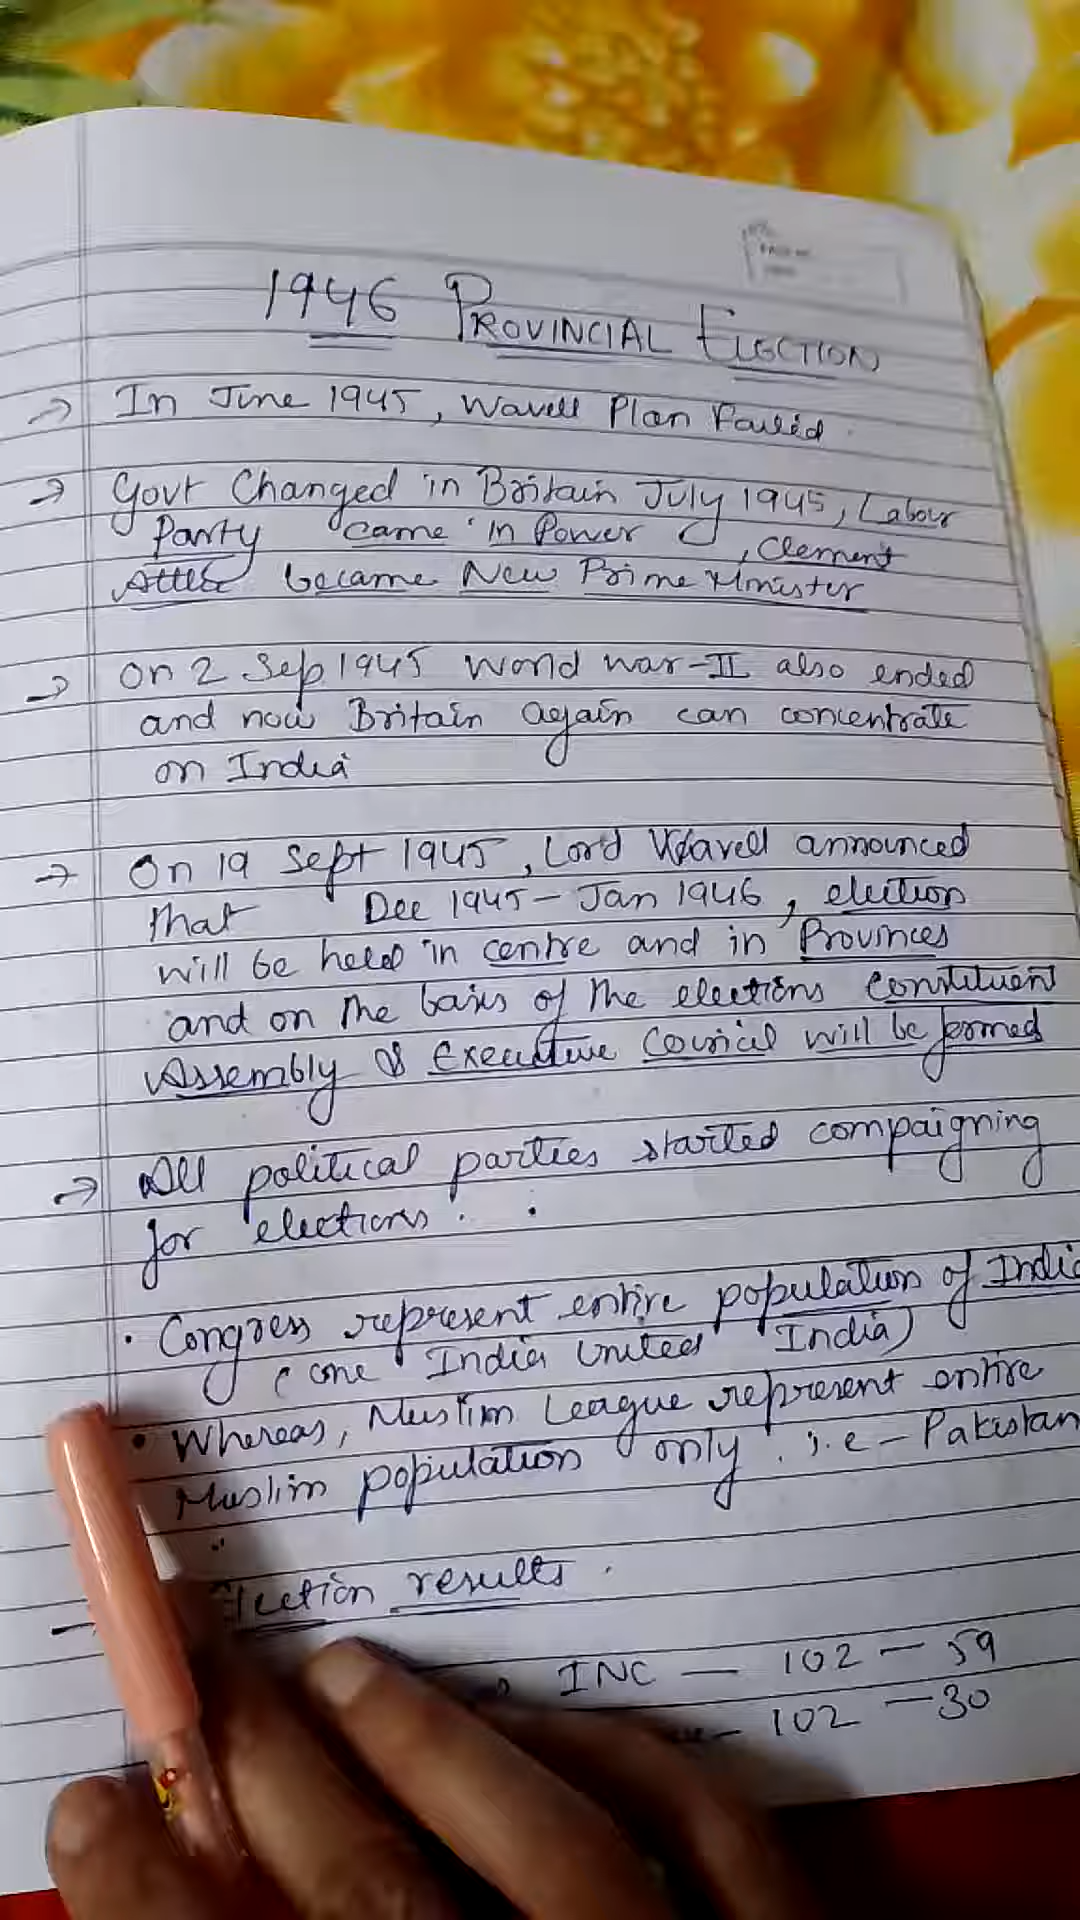 1946 PROVINCIAL ELECTION
→ In June 1945, Wavell Plan Failed.
→ Govt Changed in Britain July 1945, Labour
Party came in Power, Clement
Attlee became New Prime Minister
→ On 2 Sep 1945 World war-II also ended
and now Britain again can concentrate
on India
→ On 19 Sept 1945, Lord Wavell announced
that Dec 1945 - Jan 1946, election
will be held in centre and in Provinces
and on the basis of the elections Constituent
Assembly & Executive Council will be formed
→ All political parties started compaigning
for elections.
• Congress represent entire population of India
(one India United India)
• Whereas, Muslim League represent entire
Muslim population only. i.e - Pakistan
lection results.
INC — 102 — 59
— 102 — 30